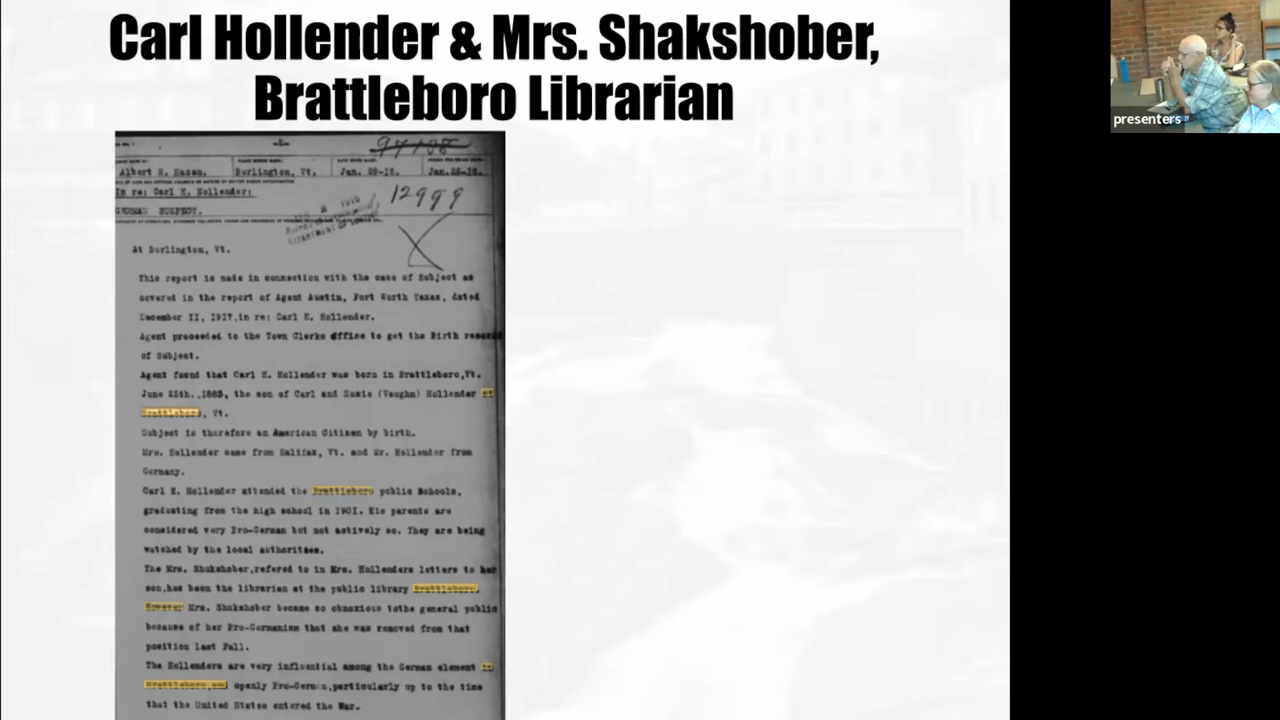 Carl Hollender & Mrs. Shakshober,
Brattleboro Librarian
presenters
97198
Albert R. Hazen. Burlington, Vt. Jan. 29-18. Jan.28-18.
In re: Carl E. Hollender:
12999
GERMAN SUSPECT.
At Burlington, Vt.
This report is made in connection with the case of Subject as
covered in the report of Agent Austin, Fort Worth Texas, dated
December II, 1917,in re: Carl E. Hollender.
Agent proceeded to the Town Clerks office to get the Birth record
of Subject.
Agent found that Carl E. Hollender was born in Brattleboro,Vt.
June 25th.,1883, the son of Carl and Susie (Vaughn) Hollender at
Brattleboro, Vt.
Subject is therefore an American Citizen by birth.
Mrs. Hollender came from Halifax, Vt. and Mr. Hollender from
Germany.
Carl E. Hollender attended the Brattleboro public Schools,
graduating from the high school in 1901. His parents are
considered very Pro-German but not actively so. They are being
watched by the local authorities.
The Mrs. Shukshober,refered to in Mrs. Hollenders letters to her
son,has been the librarian at the public library Brattleboro.
However Mrs. Shukshober became so obnoxious tothe general public
because of her Pro-Germanism that she was removed from that
position last Fall.
The Hollenders are very influential among the German element in
Brattleboro and openly Pro-German,particularly up to the time
that the United States entered the War.